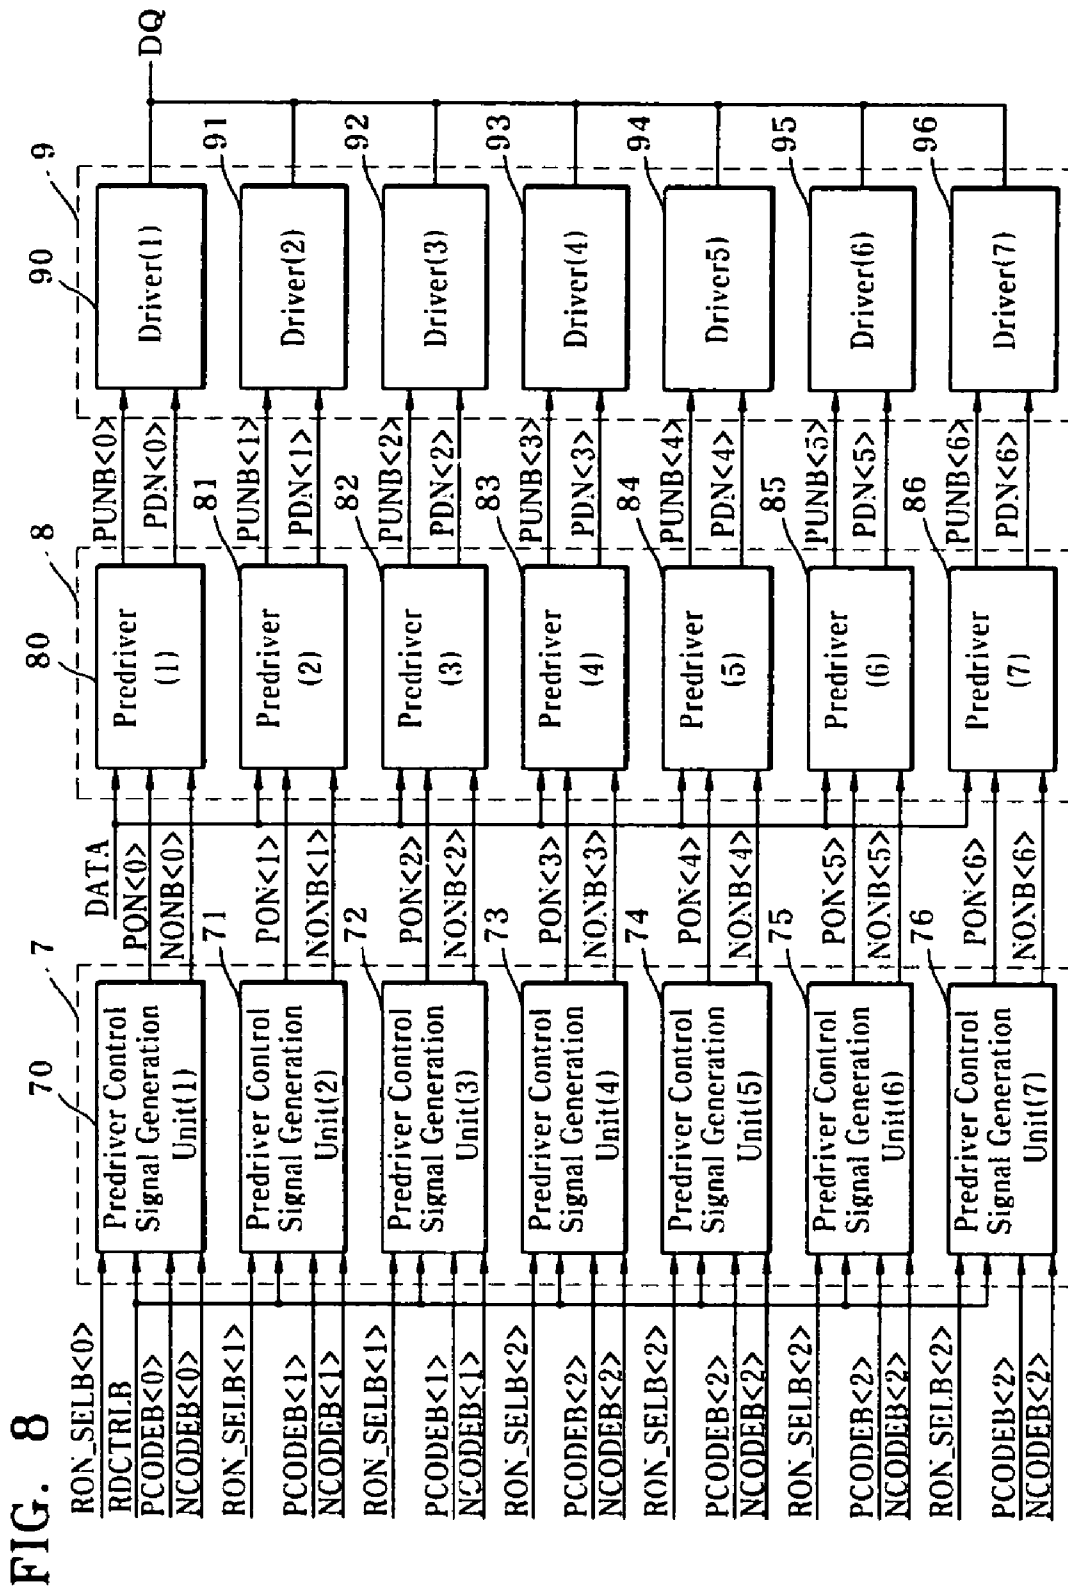 FIG. 8
RON_SELB<0>
RDCTRLB
PCODEB<0>
NCODEB<0>
70
Predriver Control
Signal Generation
Unit(1)
7
DATA
PON<0>
NONB<0>
80
Predriver
(1)
8
PUNB<0>
PDN<0>
90
Driver(1)
9
DQ
RON_SELB<1>
PCODEB<1>
NCODEB<1>
71
Predriver Control
Signal Generation
Unit(2)
PON<1>
NONB<1>
81
Predriver
(2)
PUNB<1>
PDN<1>
91
Driver(2)
RON_SELB<1>
PCODEB<1>
NCODEB<1>
72
Predriver Control
Signal Generation
Unit(3)
PON<2>
NONB<2>
82
Predriver
(3)
PUNB<2>
PDN<2>
92
Driver(3)
RON_SELB<2>
PCODEB<2>
NCODEB<2>
73
Predriver Control
Signal Generation
Unit(4)
PON<3>
NONB<3>
83
Predriver
(4)
PUNB<3>
PDN<3>
93
Driver(4)
RON_SELB<2>
PCODEB<2>
NCODEB<2>
74
Predriver Control
Signal Generation
Unit(5)
PON<4>
NONB<4>
84
Predriver
(5)
PUNB<4>
PDN<4>
94
Driver5)
RON_SELB<2>
PCODEB<2>
NCODEB<2>
75
Predriver Control
Signal Generation
Unit(6)
PON<5>
NONB<5>
85
Predriver
(6)
PUNB<5>
PDN<5>
95
Driver(6)
RON_SELB<2>
PCODEB<2>
NCODEB<2>
76
Predriver Control
Signal Generation
Unit(7)
PON<6>
NONB<6>
86
Predriver
(7)
PUNB<6>
PDN<6>
96
Driver(7)